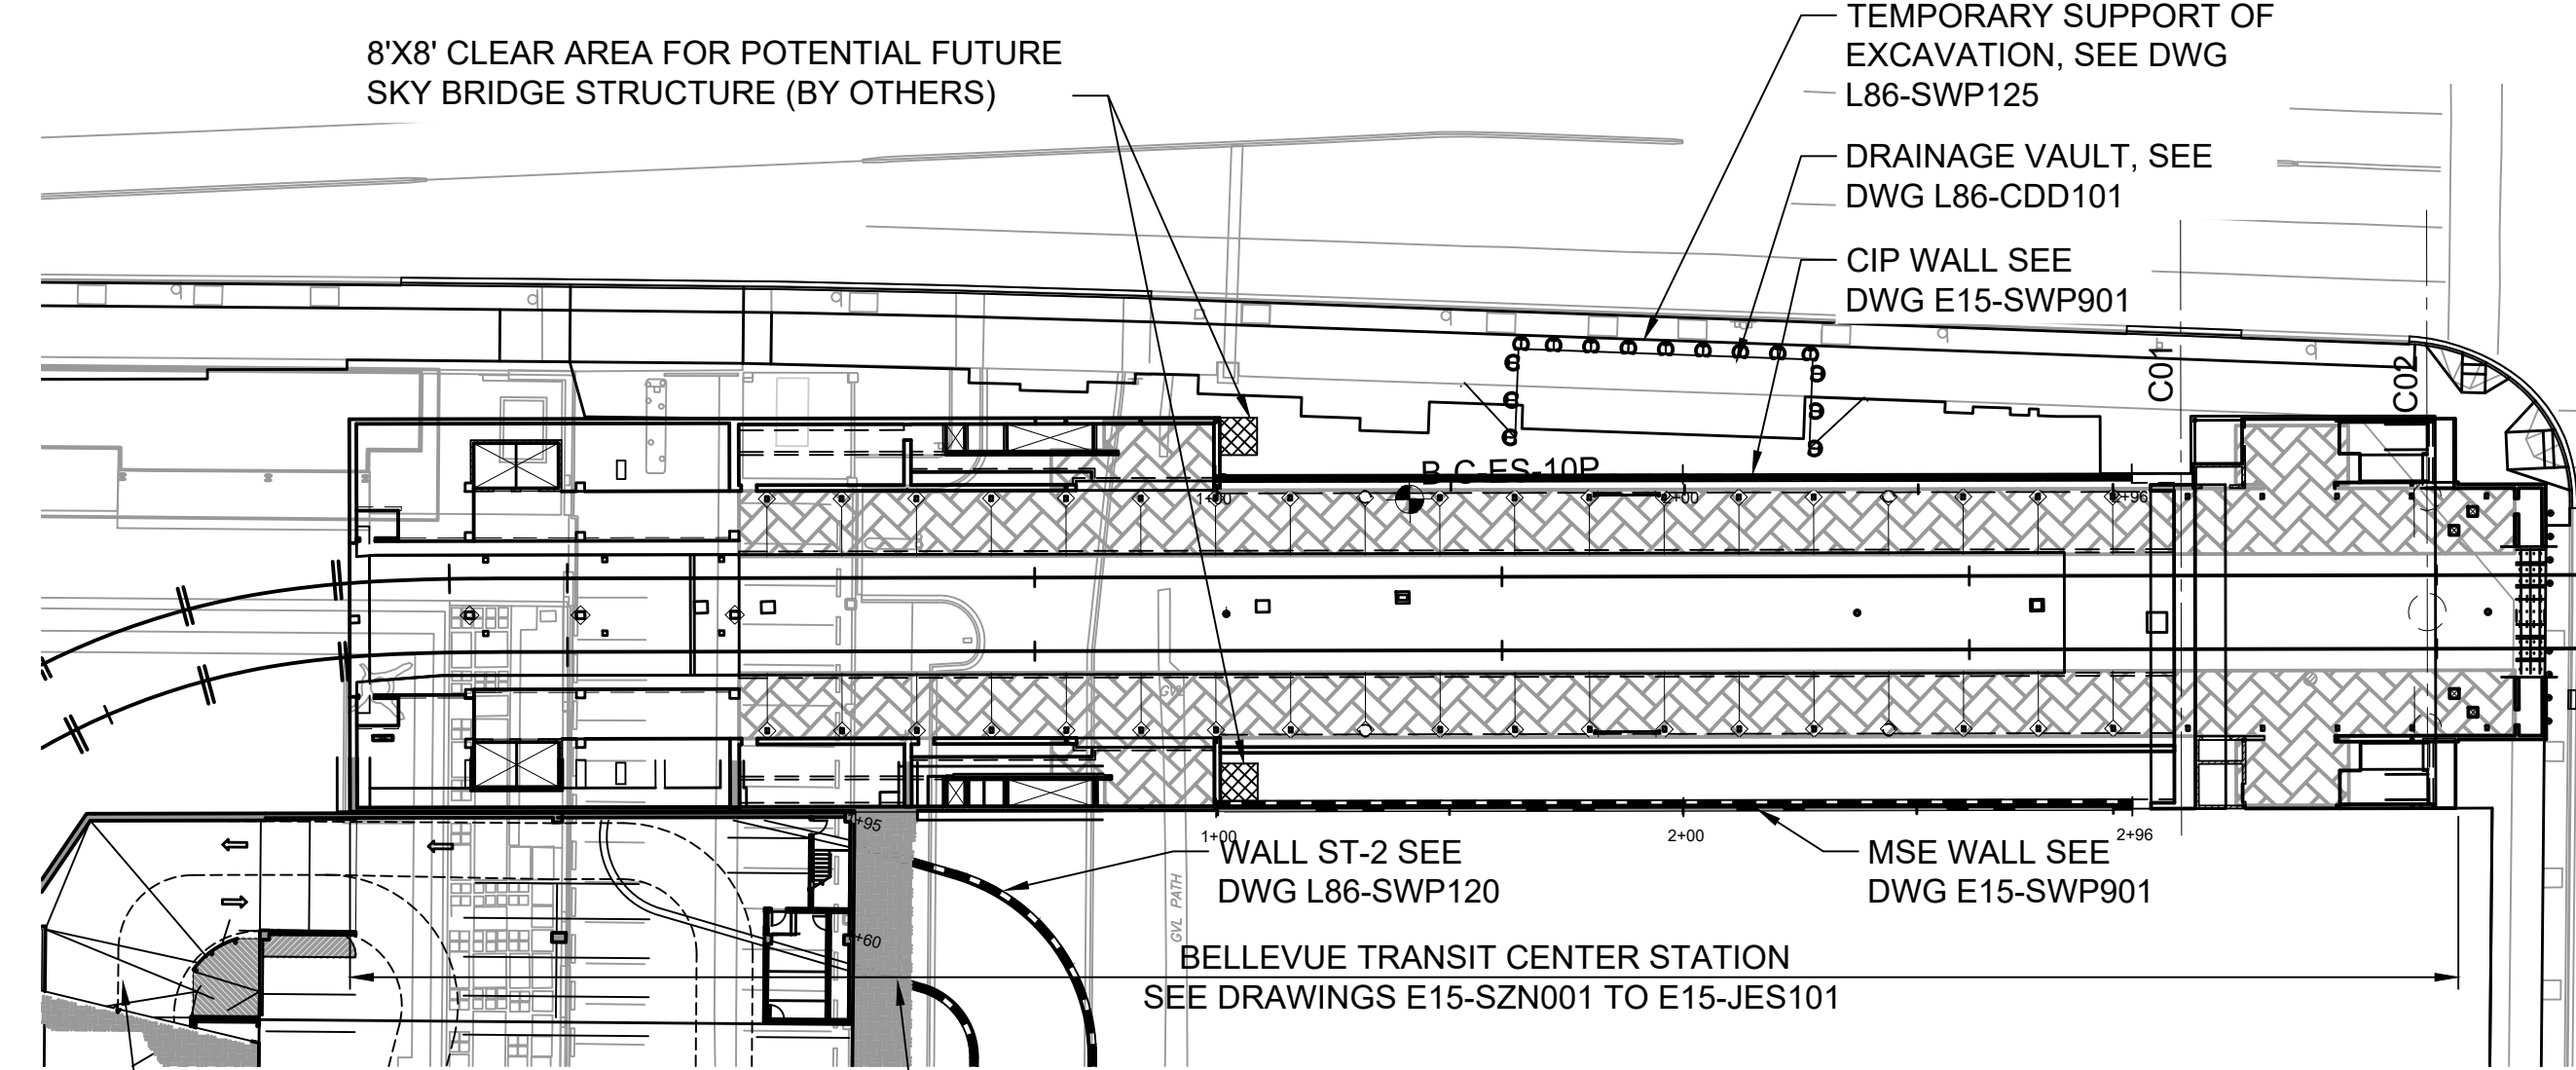 8'X8' CLEAR AREA FOR POTENTIAL FUTURE
SKY BRIDGE STRUCTURE (BY OTHERS)
TEMPORARY SUPPORT OF
EXCAVATION, SEE DWG
L86-SWP125
DRAINAGE VAULT, SEE
DWG L86-CDD101
CIP WALL SEE
DWG E15-SWP901
C01
C02
B C-ES-10P
1+00
2+00
2+96
GVL
1+00
2+00
2+96
+95
WALL ST-2 SEE
DWG L86-SWP120
MSE WALL SEE
DWG E15-SWP901
GVL PATH
+60
BELLEVUE TRANSIT CENTER STATION
SEE DRAWINGS E15-SZN001 TO E15-JES101